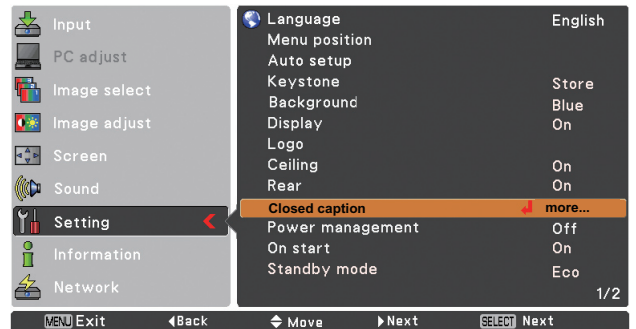 Input
PC adjust
Image select
Image adjust
Screen
Sound
Setting
Information
Network
Language English
Menu position
Auto setup
Keystone Store
Background Blue
Display On
Logo
Ceiling On
Rear On
Closed caption more...
Power management Off
On start On
Standby mode Eco
1/2
MENU Exit Back Move Next SELECT Next